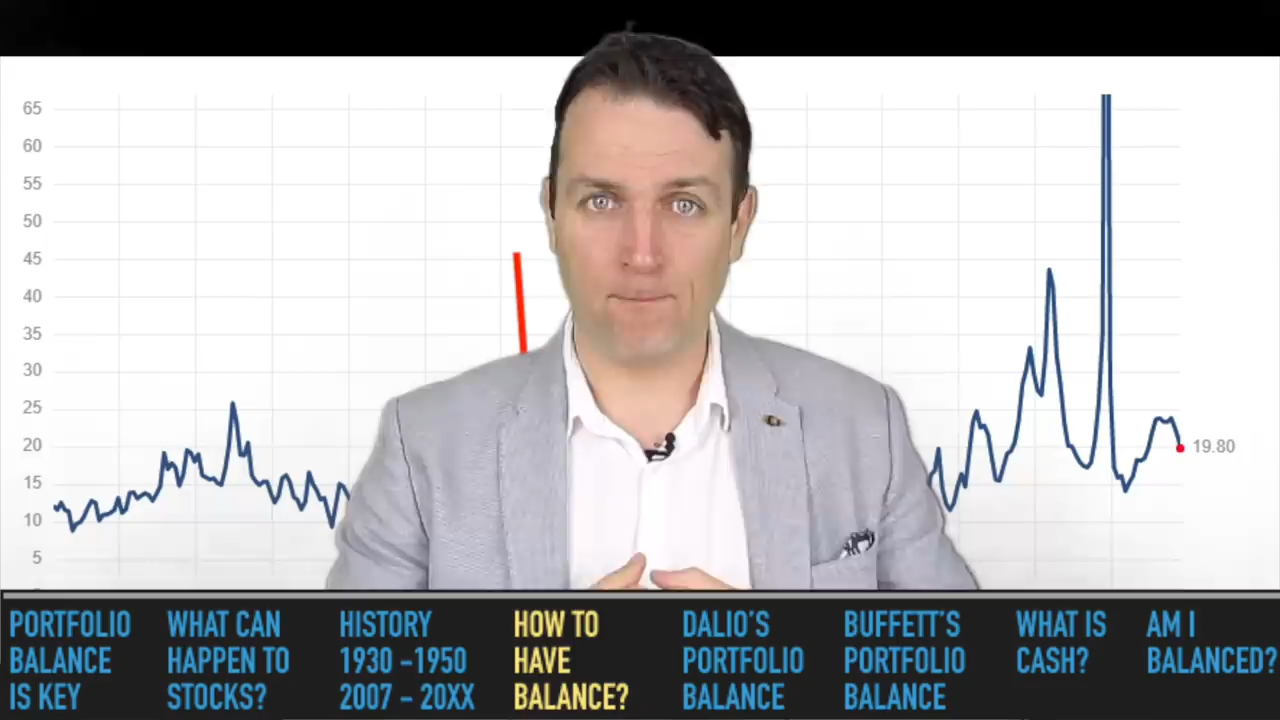 65
60
55
50
45
40
35
30
25
20
15
10
5
19.80
PORTFOLIO
BALANCE
IS KEY
WHAT CAN
HAPPEN TO
STOCKS?
HISTORY
1930 –1950
2007 – 20XX
HOW TO
HAVE
BALANCE?
DALIO'S
PORTFOLIO
BALANCE
BUFFETT'S
PORTFOLIO
BALANCE
WHAT IS
CASH?
AM I
BALANCED?